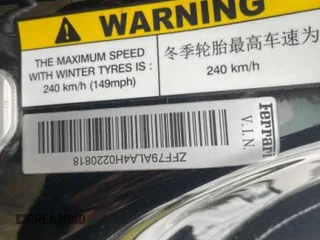 WARNING
THE MAXIMUM SPEED
WITH WINTER TYRES IS :
240 km/h (149mph)
冬季轮胎最高车速为
240 km/h
Ferrari
V.I.N.
ZFF79ALA4H0220818